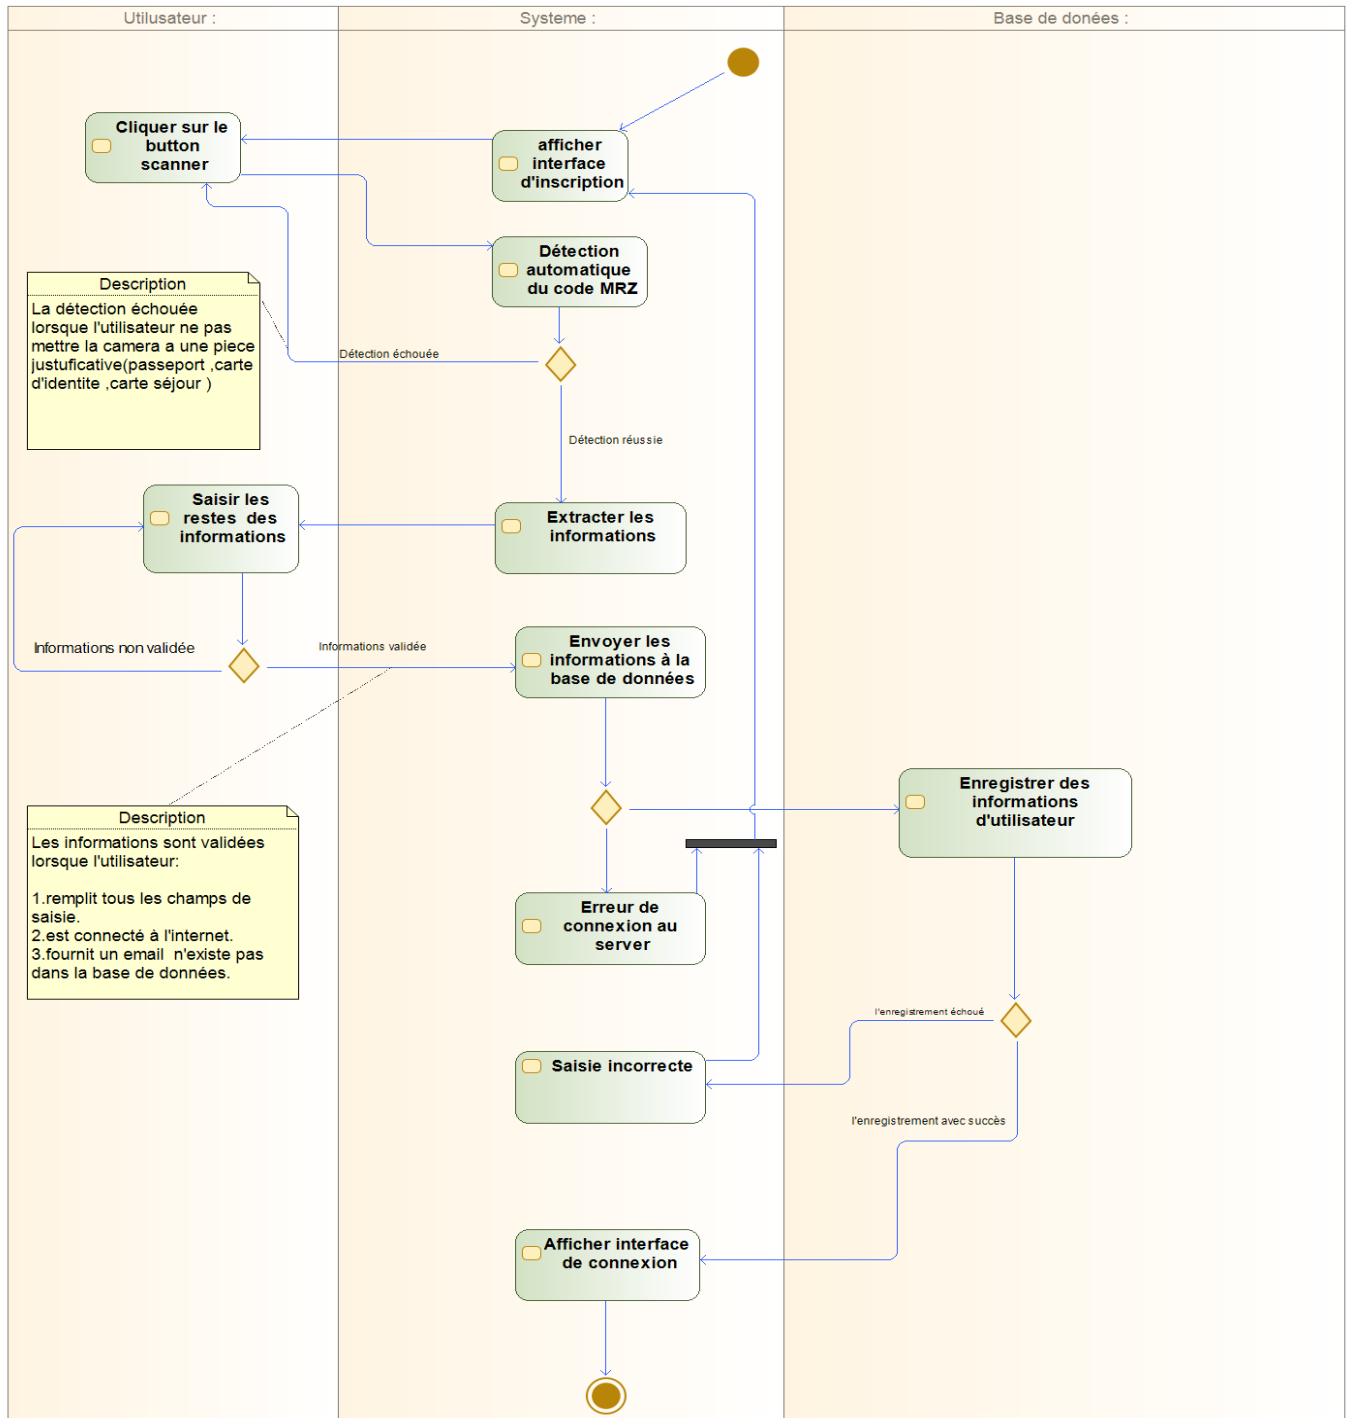 Utilusateur :
Systeme :
Base de donées :
Cliquer sur le
button
scanner
afficher
interface
d'inscription
Détection
automatique
du code MRZ
Description
La détection échouée
lorsque l'utilisateur ne pas
mettre la camera a une piece
justuficative(passeport ,carte
d'identite ,carte séjour )
Détection échouée
Détection réussie
Saisir les
restes des
informations
Extracter les
informations
Informations non validée
Informations validée
Envoyer les
informations à la
base de données
Enregistrer des
informations
d'utilisateur
Description
Les informations sont validées
lorsque l'utilisateur:
1.remplit tous les champs de
saisie.
2.est connecté à l'internet.
3.fournit un email n'existe pas
dans la base de données.
Erreur de
connexion au
server
l'enregistrement échoué
Saisie incorrecte
l'enregistrement avec succès
Afficher interface
de connexion